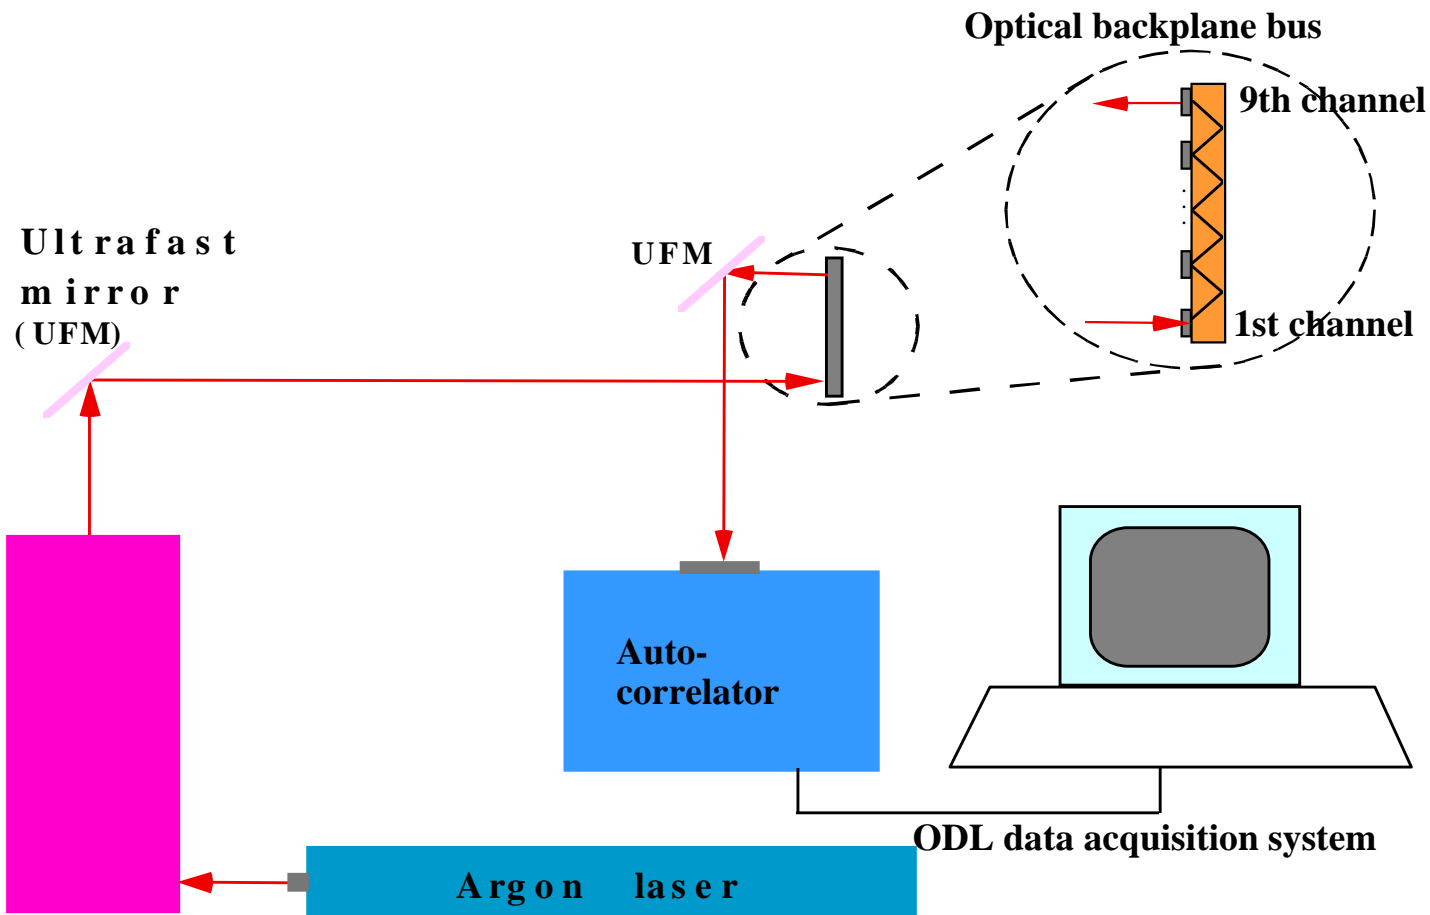 Optical backplane bus
9th channel
1st channel
Ultrafast
mirror
(UFM)
UFM
Auto-
correlator
ODL data acquisition system
Argon laser